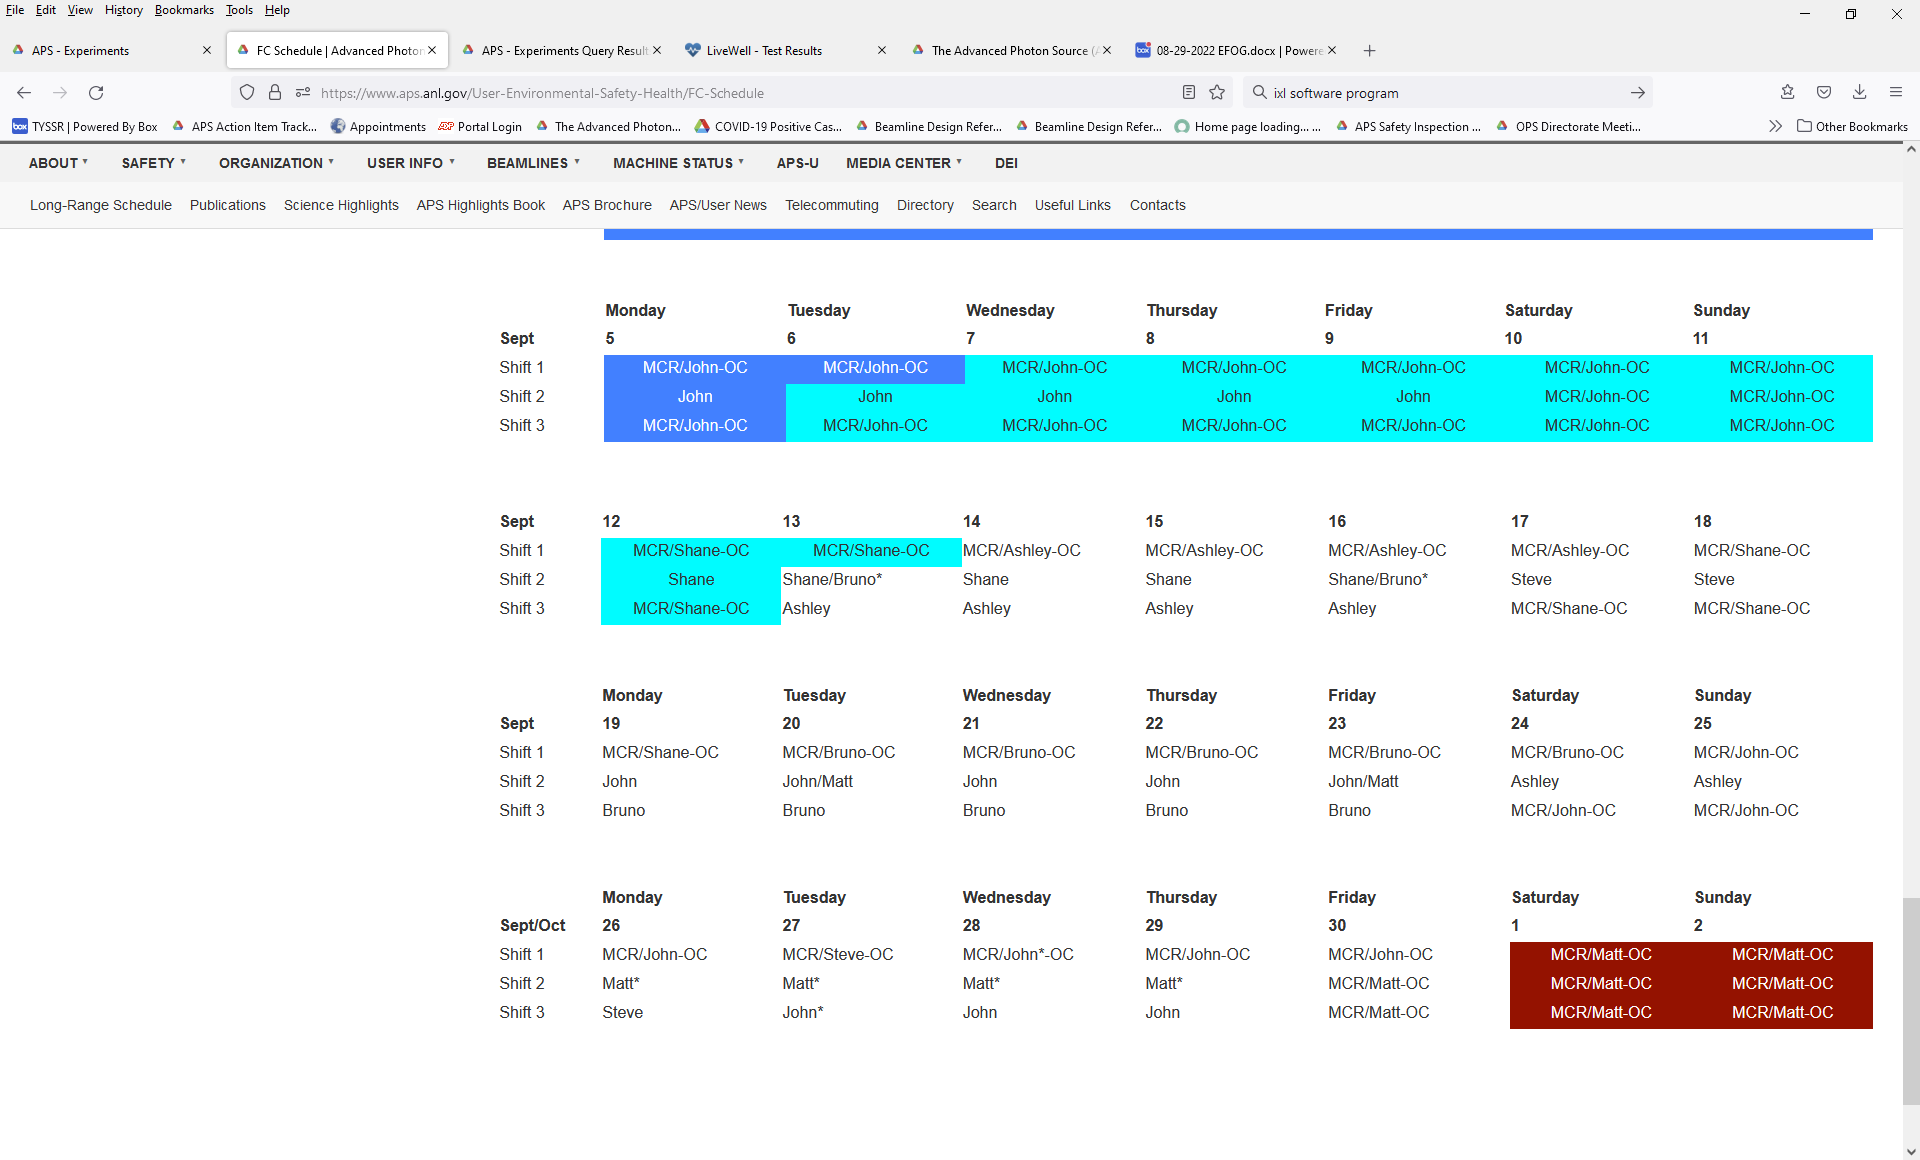 File Edit View History Bookmarks Tools Help
APS - Experiments FC Schedule | Advanced Photon APS - Experiments Query Result LiveWell - Test Results The Advanced Photon Source (A 08-29-2022 EFOG.docx | Powere
https://www.aps.anl.gov/User-Environmental-Safety-Health/FC-Schedule ixl software program
box TYSSR | Powered By Box APS Action Item Track... Appointments Portal Login The Advanced Photon... COVID-19 Positive Cas... Beamline Design Refer... Beamline Design Refer... Home page loading... ... APS Safety Inspection ... OPS Directorate Meeti... Other Bookmarks
ABOUT SAFETY ORGANIZATION USER INFO BEAMLINES MACHINE STATUS APS-U MEDIA CENTER DEI
Long-Range Schedule Publications Science Highlights APS Highlights Book APS Brochure APS/User News Telecommuting Directory Search Useful Links Contacts
Monday Tuesday Wednesday Thursday Friday Saturday Sunday
Sept 5 6 7 8 9 10 11
Shift 1 MCR/John-OC MCR/John-OC MCR/John-OC MCR/John-OC MCR/John-OC MCR/John-OC MCR/John-OC
Shift 2 John John John John John MCR/John-OC MCR/John-OC
Shift 3 MCR/John-OC MCR/John-OC MCR/John-OC MCR/John-OC MCR/John-OC MCR/John-OC MCR/John-OC
Sept 12 13 14 15 16 17 18
Shift 1 MCR/Shane-OC MCR/Shane-OC MCR/Ashley-OC MCR/Ashley-OC MCR/Ashley-OC MCR/Ashley-OC MCR/Shane-OC
Shift 2 Shane Shane/Bruno* Shane Shane Shane/Bruno* Steve Steve
Shift 3 MCR/Shane-OC Ashley Ashley Ashley Ashley MCR/Shane-OC MCR/Shane-OC
Monday Tuesday Wednesday Thursday Friday Saturday Sunday
Sept 19 20 21 22 23 24 25
Shift 1 MCR/Shane-OC MCR/Bruno-OC MCR/Bruno-OC MCR/Bruno-OC MCR/Bruno-OC MCR/Bruno-OC MCR/John-OC
Shift 2 John John/Matt John John John/Matt Ashley Ashley
Shift 3 Bruno Bruno Bruno Bruno Bruno MCR/John-OC MCR/John-OC
Monday Tuesday Wednesday Thursday Friday Saturday Sunday
Sept/Oct 26 27 28 29 30 1 2
Shift 1 MCR/John-OC MCR/Steve-OC MCR/John*-OC MCR/John-OC MCR/John-OC MCR/Matt-OC MCR/Matt-OC
Shift 2 Matt* Matt* Matt* Matt* MCR/Matt-OC MCR/Matt-OC MCR/Matt-OC
Shift 3 Steve John* John John MCR/Matt-OC MCR/Matt-OC MCR/Matt-OC